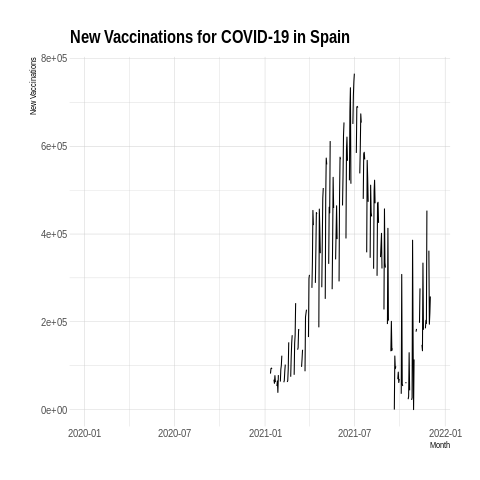 New Vaccinations for COVID-19 in Spain
New Vaccinations
8e+05
6e+05
4e+05
2e+05
0e+00
2020-01 2020-07 2021-01 2021-07 2022-01
Month